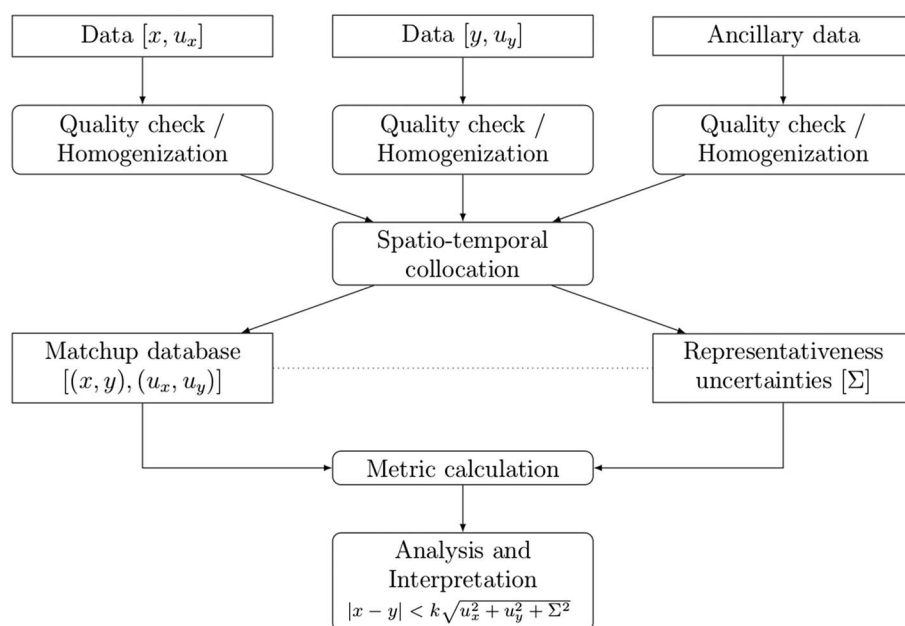 Data [x, u_x]
Data [y, u_y]
Ancillary data
Quality check /
Homogenization
Quality check /
Homogenization
Quality check /
Homogenization
Spatio-temporal
collocation
Matchup database
[(x, y), (u_x, u_y)]
Representativeness
uncertainties [Σ]
Metric calculation
Analysis and
Interpretation
|x − y| < k√(u_x² + u_y² + Σ²)